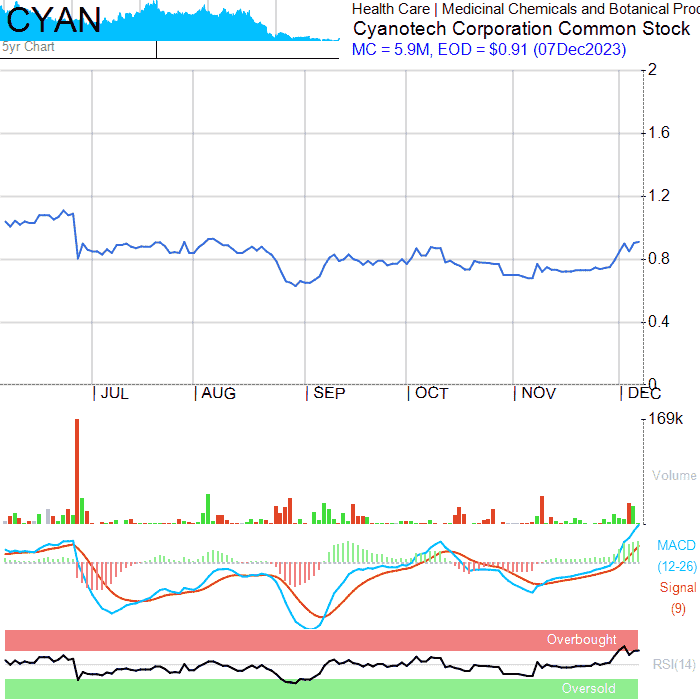 CYAN
5yr Chart
Health Care | Medicinal Chemicals and Botanical Proc
Cyanotech Corporation Common Stock
MC = 5.9M, EOD = $0.91 (07Dec2023)
2
1.6
1.2
0.8
0.4
0
| JUL | AUG | SEP | OCT | NOV | DEC
169k
Volume
MACD
(12-26)
Signal
(9)
Overbought
RSI(14)
Oversold